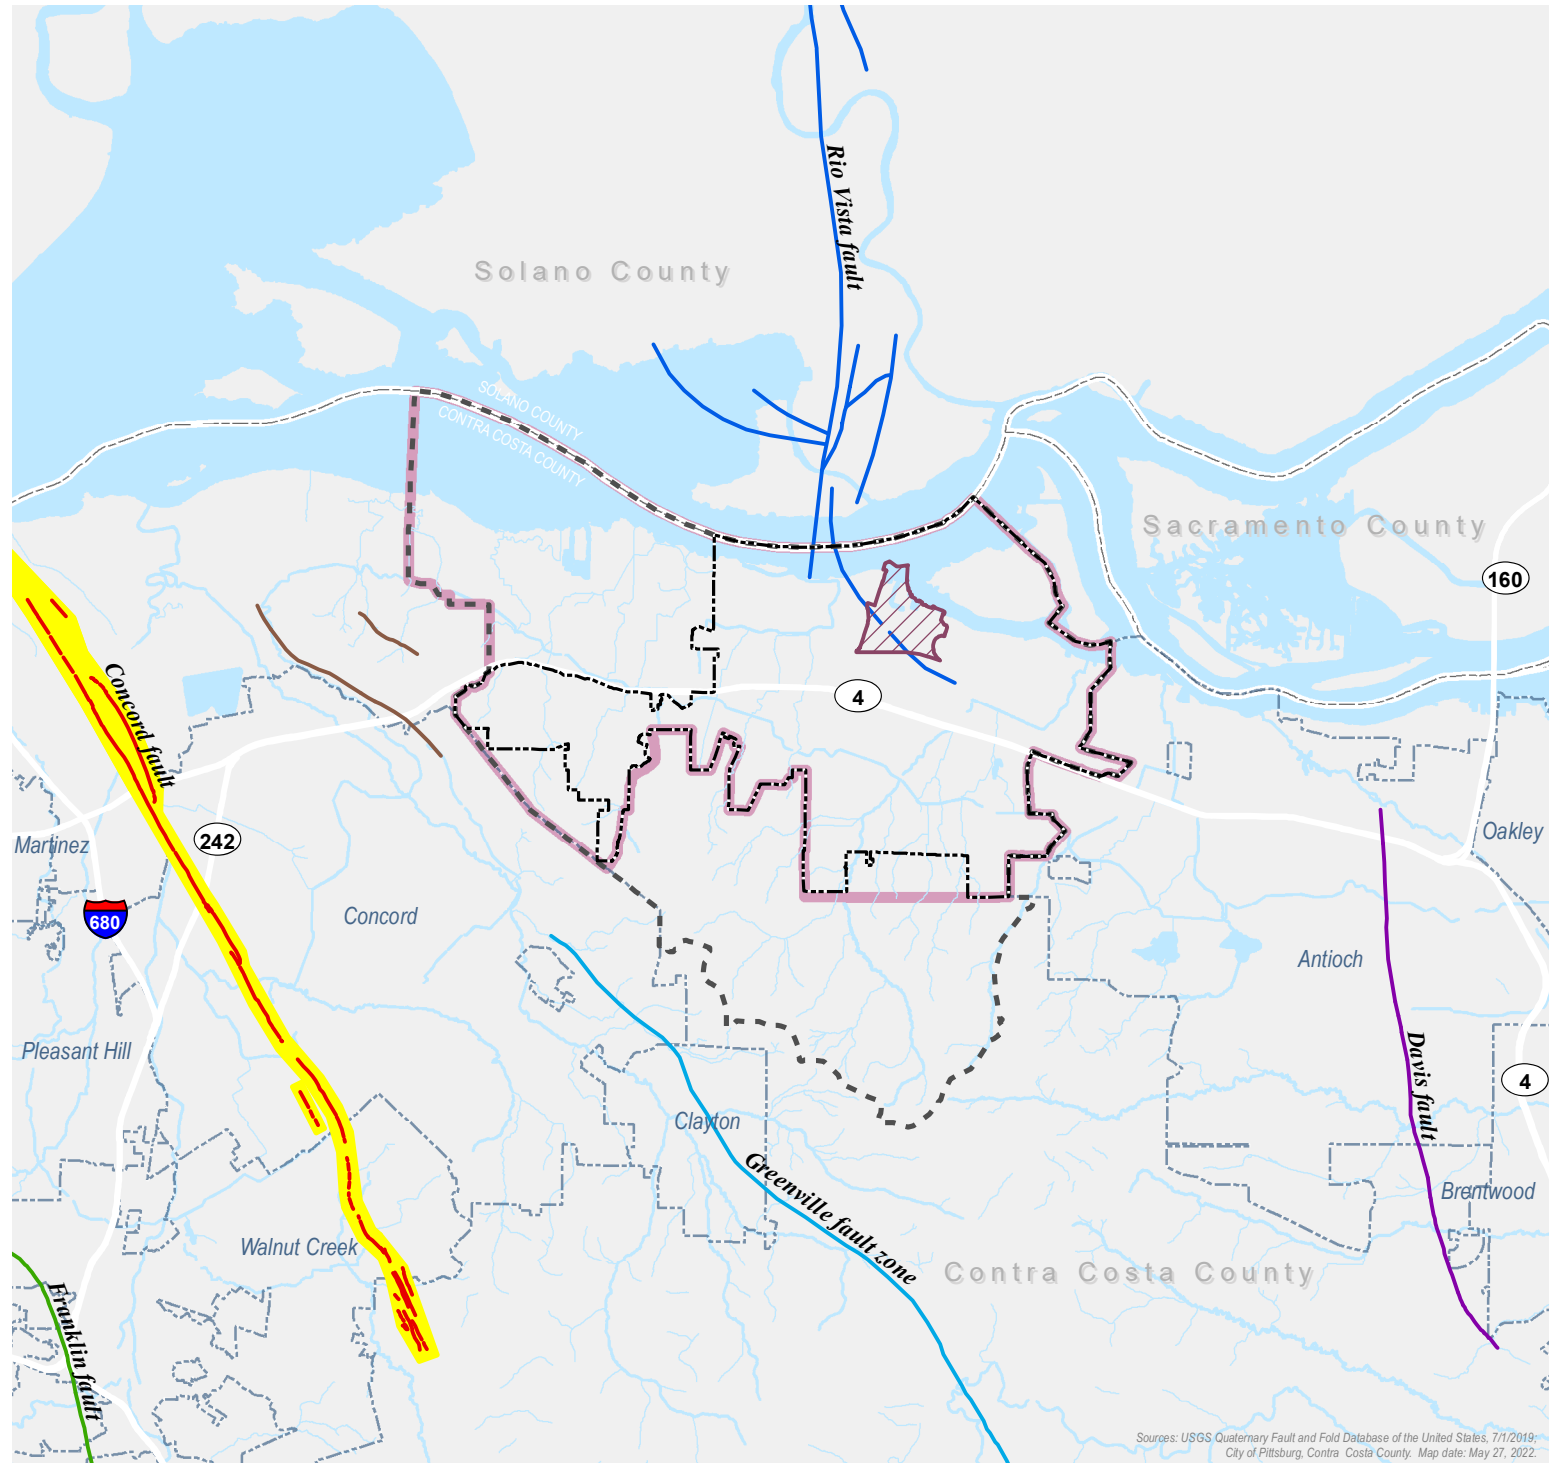 Rio Vista fault
Solano County
SOLANO COUNTY
CONTRA COSTA COUNTY
Sacramento County
160
4
Concord fault
242
Martinez
Oakley
680
Concord
Antioch
Pleasant Hill
Davis fault
4
Clayton
Greenville fault zone
Brentwood
Walnut Creek
Contra Costa County
Franklin fault
Sources: USGS Quaternary Fault and Fold Database of the United States, 7/1/2019;
City of Pittsburg, Contra Costa County. Map date: May 27, 2022.